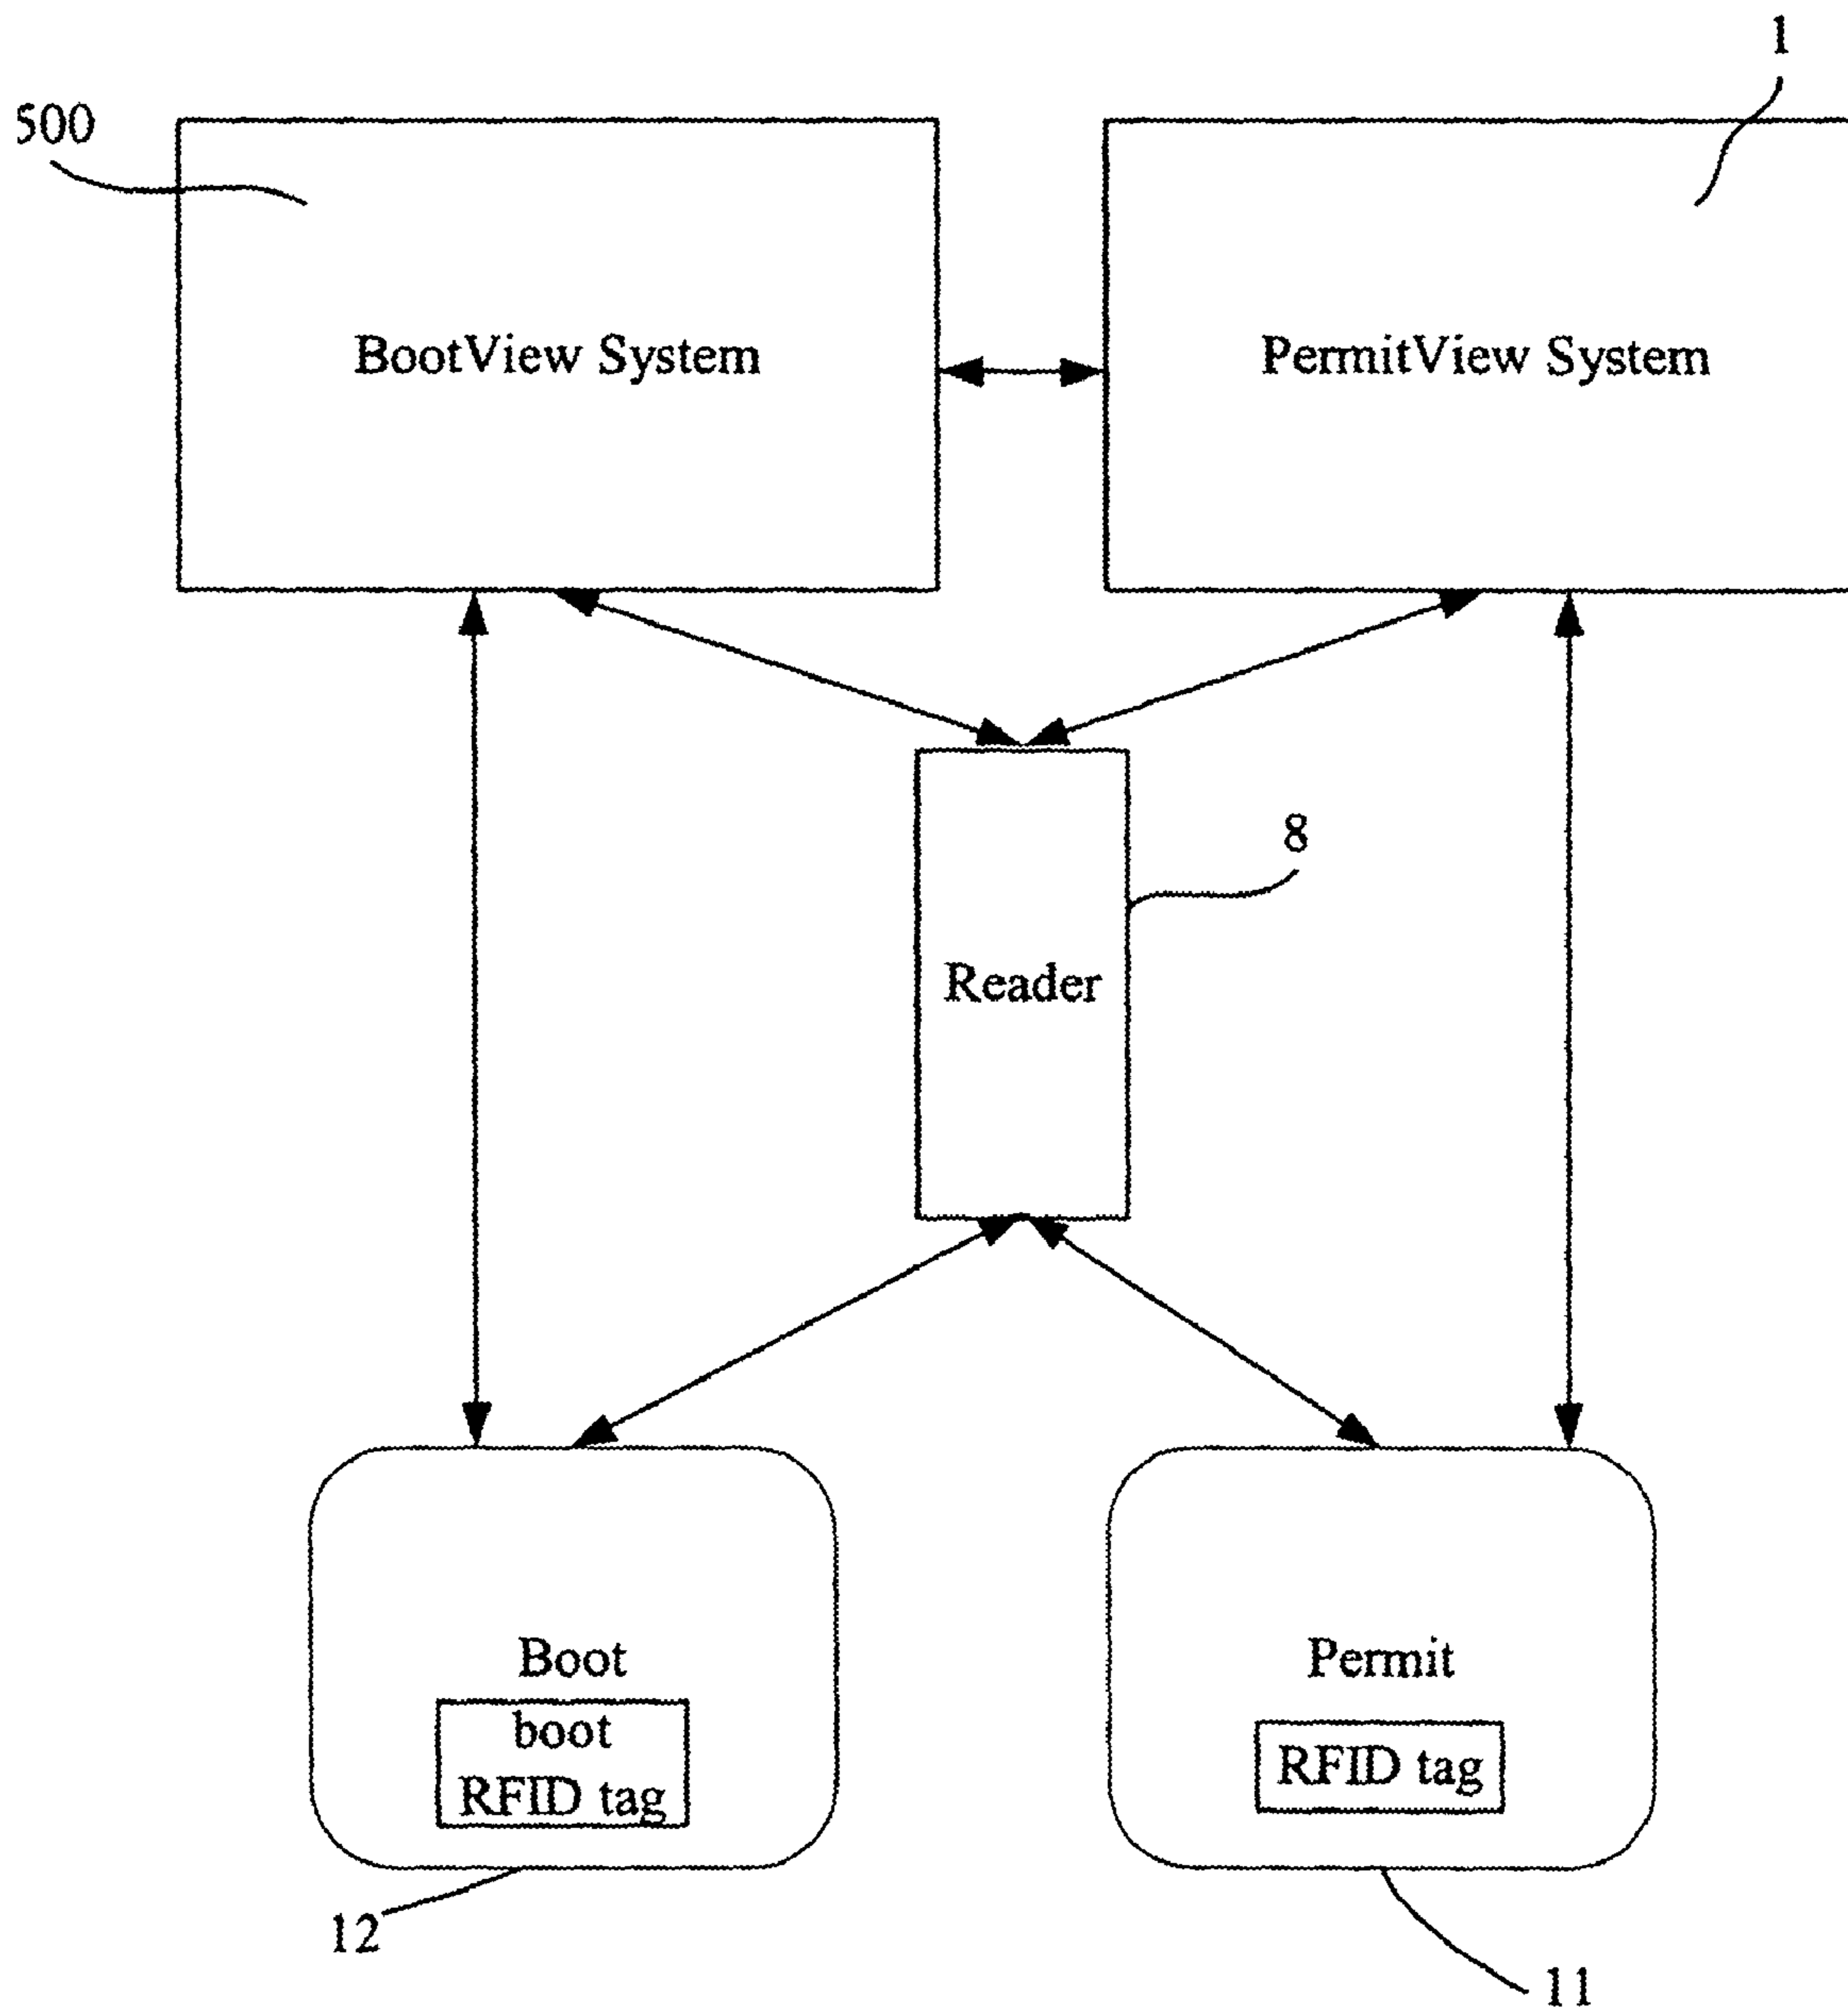 1
500
BootView System
PermitView System
8
Reader
Boot
boot
RFID tag
Permit
RFID tag
12
11